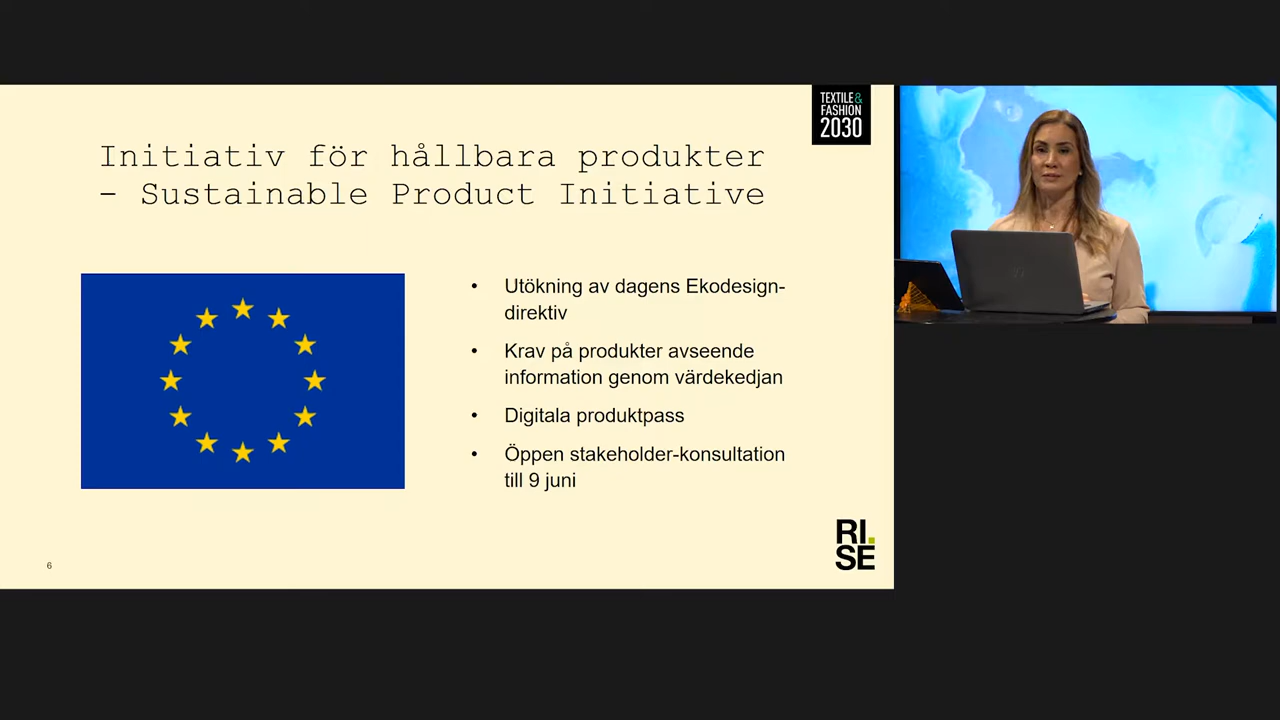 TEXTILE&
FASHION
2030
Initiativ för hållbara produkter
– Sustainable Product Initiative
• Utökning av dagens Ekodesign-
direktiv
• Krav på produkter avseende
information genom värdekedjan
• Digitala produktpass
• Öppen stakeholder-konsultation
till 9 juni
RI.
SE
6